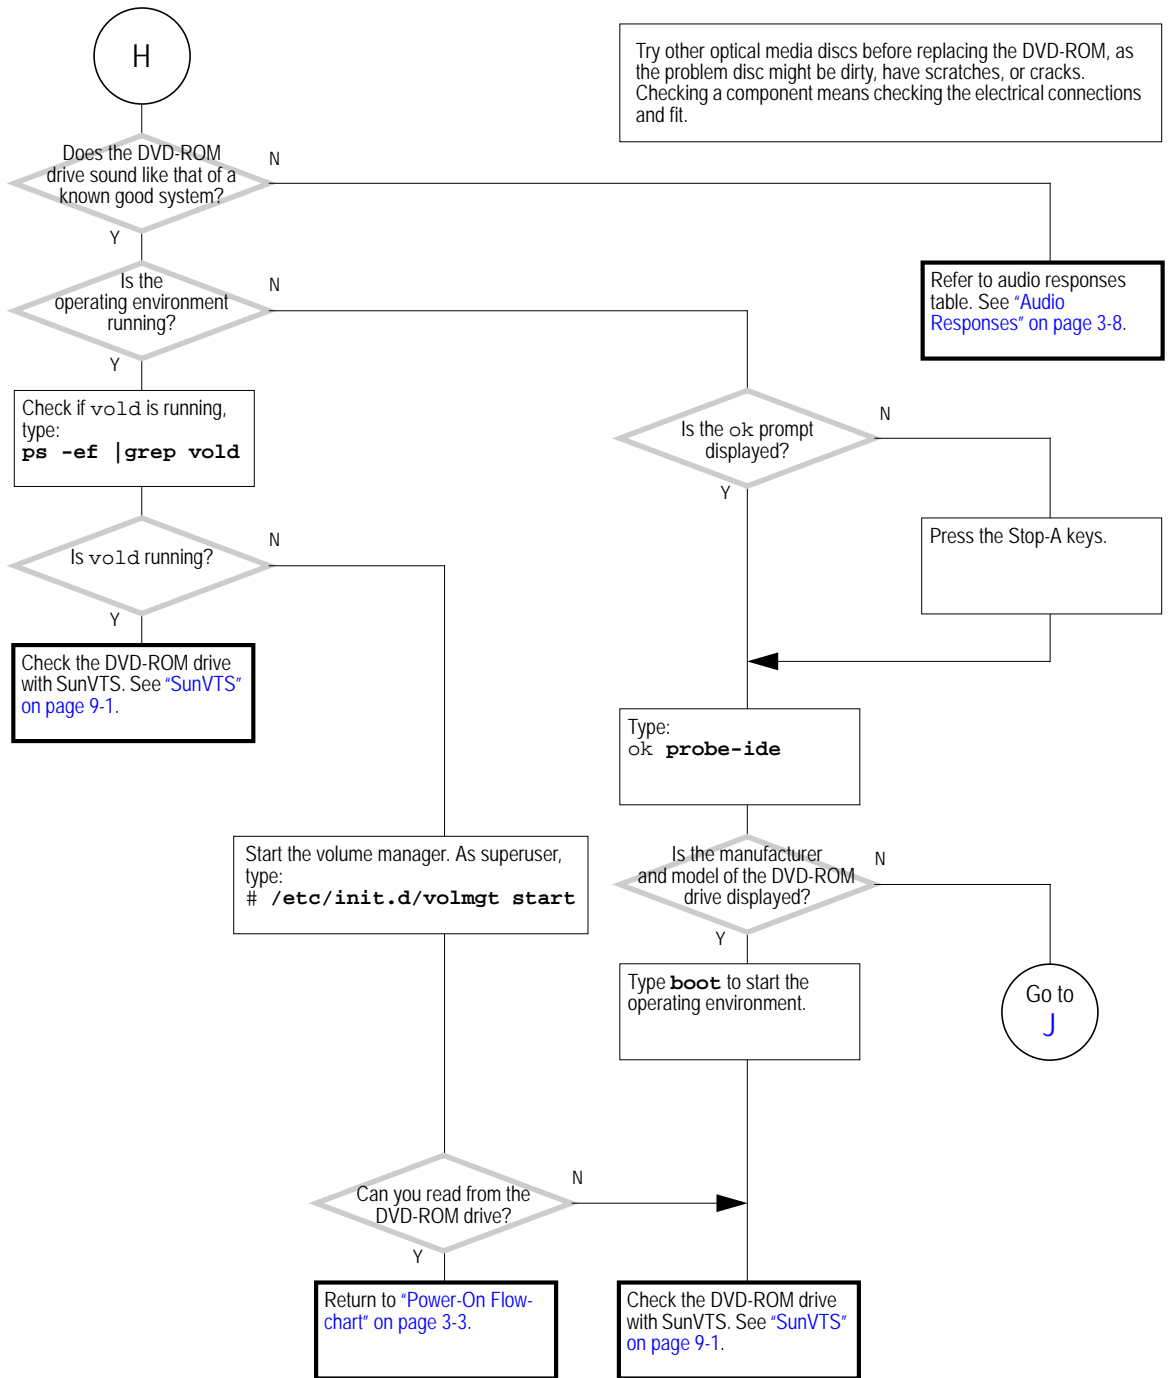 H
Try other optical media discs before replacing the DVD-ROM, as
the problem disc might be dirty, have scratches, or cracks.
Checking a component means checking the electrical connections
and fit.
Does the DVD-ROM
drive sound like that of a
known good system?
N
Y
Is the
operating environment
running?
N
Y
Refer to audio responses
table. See “Audio
Responses” on page 3-8.
Check if vold is running,
type:
ps -ef |grep vold
Is the ok prompt
displayed?
N
Y
Press the Stop-A keys.
Is vold running?
N
Y
Check the DVD-ROM drive
with SunVTS. See “SunVTS”
on page 9-1.
Type:
ok probe-ide
Start the volume manager. As superuser,
type:
# /etc/init.d/volmgt start
Is the manufacturer
and model of the DVD-ROM
drive displayed?
N
Y
Type boot to start the
operating environment.
Go to
J
Can you read from the
DVD-ROM drive?
N
Y
Return to “Power-On Flow-
chart” on page 3-3.
Check the DVD-ROM drive
with SunVTS. See “SunVTS”
on page 9-1.